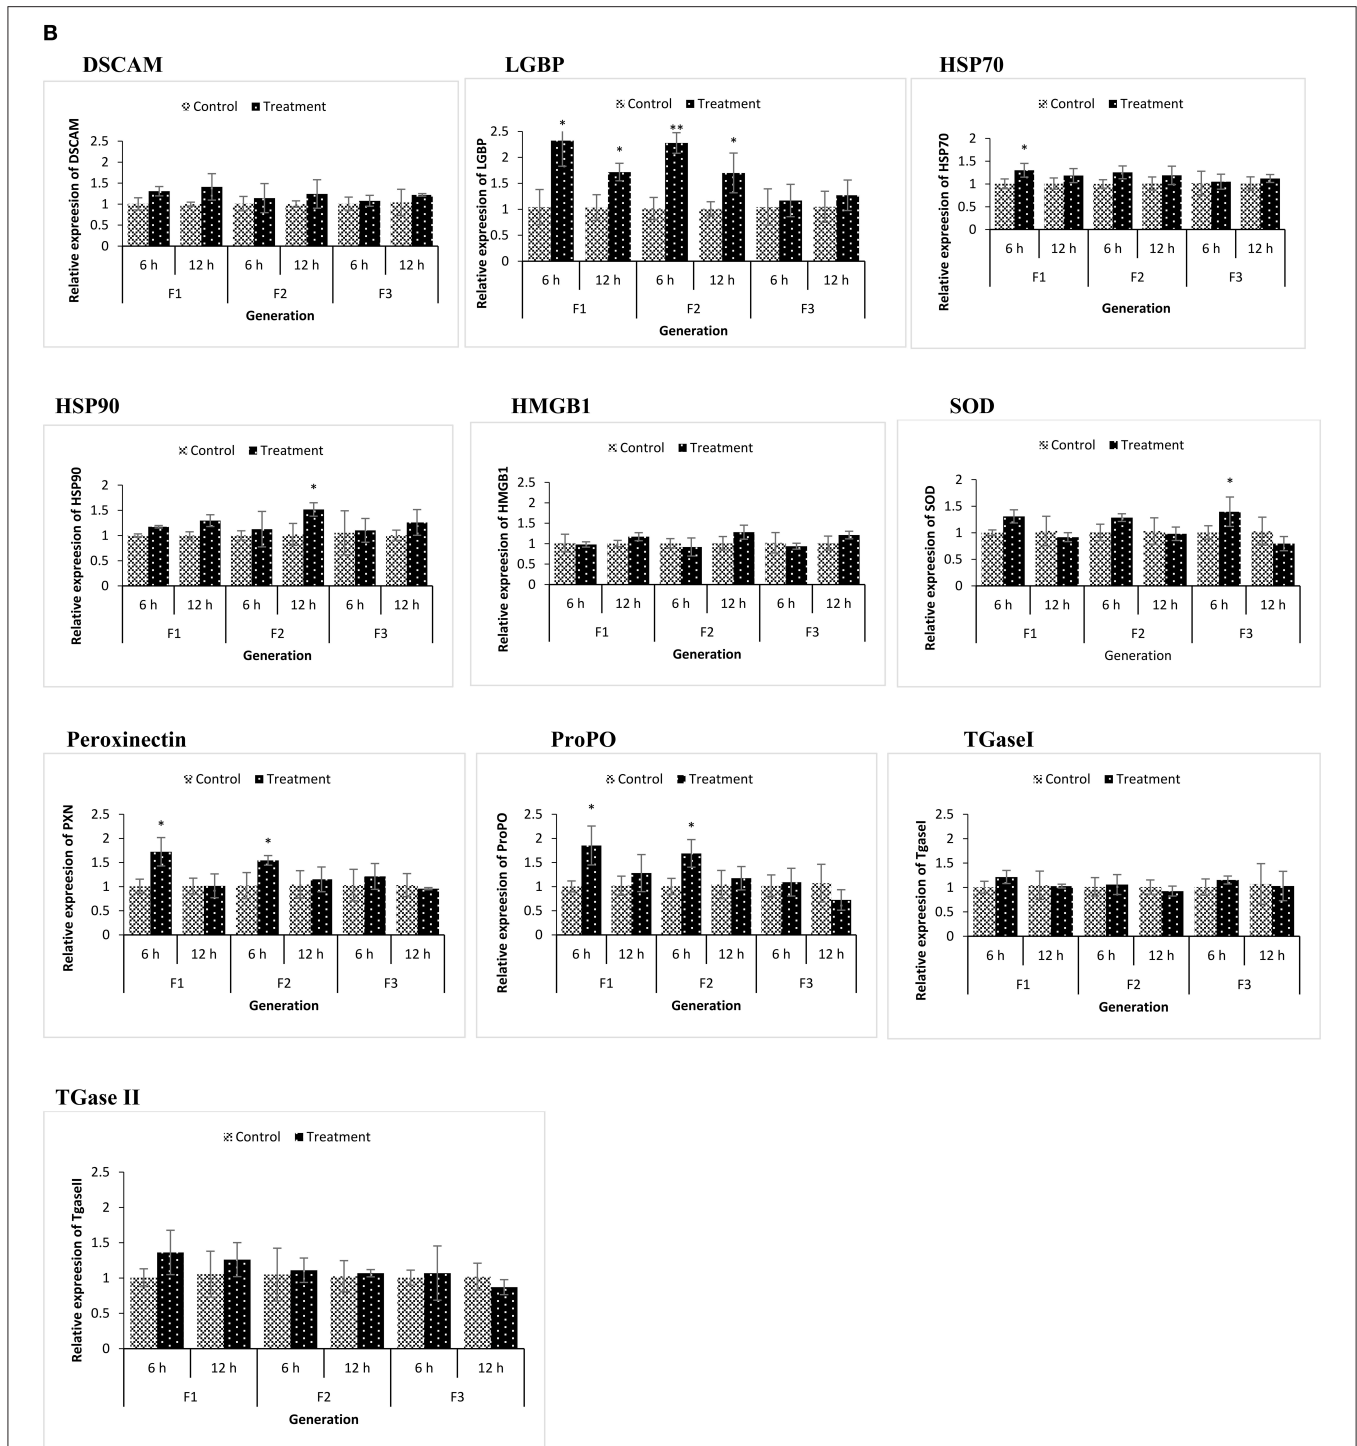 B
DSCAM
Control Treatment
Relative expreesion of DSCAM
2.5
2
1.5
1
0.5
0
6 h 12 h 6 h 12 h 6 h 12 h
F1 F2 F3
Generation
LGBP
Control Treatment
Relative expreesion of LGBP
2.5
2
1.5
1
0.5
0
* * ** *
6 h 12 h 6 h 12 h 6 h 12 h
F1 F2 F3
Generation
HSP70
Control Treatment
Relative expreesion of HSP70
2
1.5
1
0.5
0
*
6 h 12 h 6 h 12 h 6 h 12 h
F1 F2 F3
Generation
HSP90
Control Treatment
Relative expreesion of HSP90
2
1.5
1
0.5
0
*
6 h 12 h 6 h 12 h 6 h 12 h
F1 F2 F3
Generation
HMGB1
Control Treatment
Relative expreesion of HMGB1
2.5
2
1.5
1
0.5
0
6 h 12 h 6 h 12 h 6 h 12 h
F1 F2 F3
Generation
SOD
Control Treatment
Relative expreesion of SOD
2
1.5
1
0.5
0
*
6 h 12 h 6 h 12 h 6 h 12 h
F1 F2 F3
Generation
Peroxinectin
Control Treatment
Relative expreesion of PXN
2.5
2
1.5
1
0.5
0
* *
6 h 12 h 6 h 12 h 6 h 12 h
F1 F2 F3
Generation
ProPO
Control Treatment
Relative expreesion of ProPO
2.5
2
1.5
1
0.5
0
* *
6 h 12 h 6 h 12 h 6 h 12 h
F1 F2 F3
Generation
TGaseI
Control Treatment
Relative expreesion of TgaseI
2.5
2
1.5
1
0.5
0
6 h 12 h 6 h 12 h 6 h 12 h
F1 F2 F3
Generation
TGase II
Control Treatment
Relative expreesion of TgaseII
2.5
2
1.5
1
0.5
0
6 h 12 h 6 h 12 h 6 h 12 h
F1 F2 F3
Generation